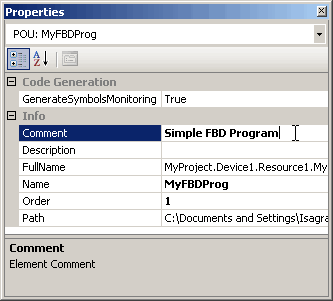 Properties
POU: MyFBDProg
Code Generation
GenerateSymbolsMonitoring True
Info
Comment Simple FBD Program
Description
FullName MyProject.Device1.Resource1.My
Name MyFBDProg
Order 1
Path C:\Documents and Settings\Isagra
Comment
Element Comment